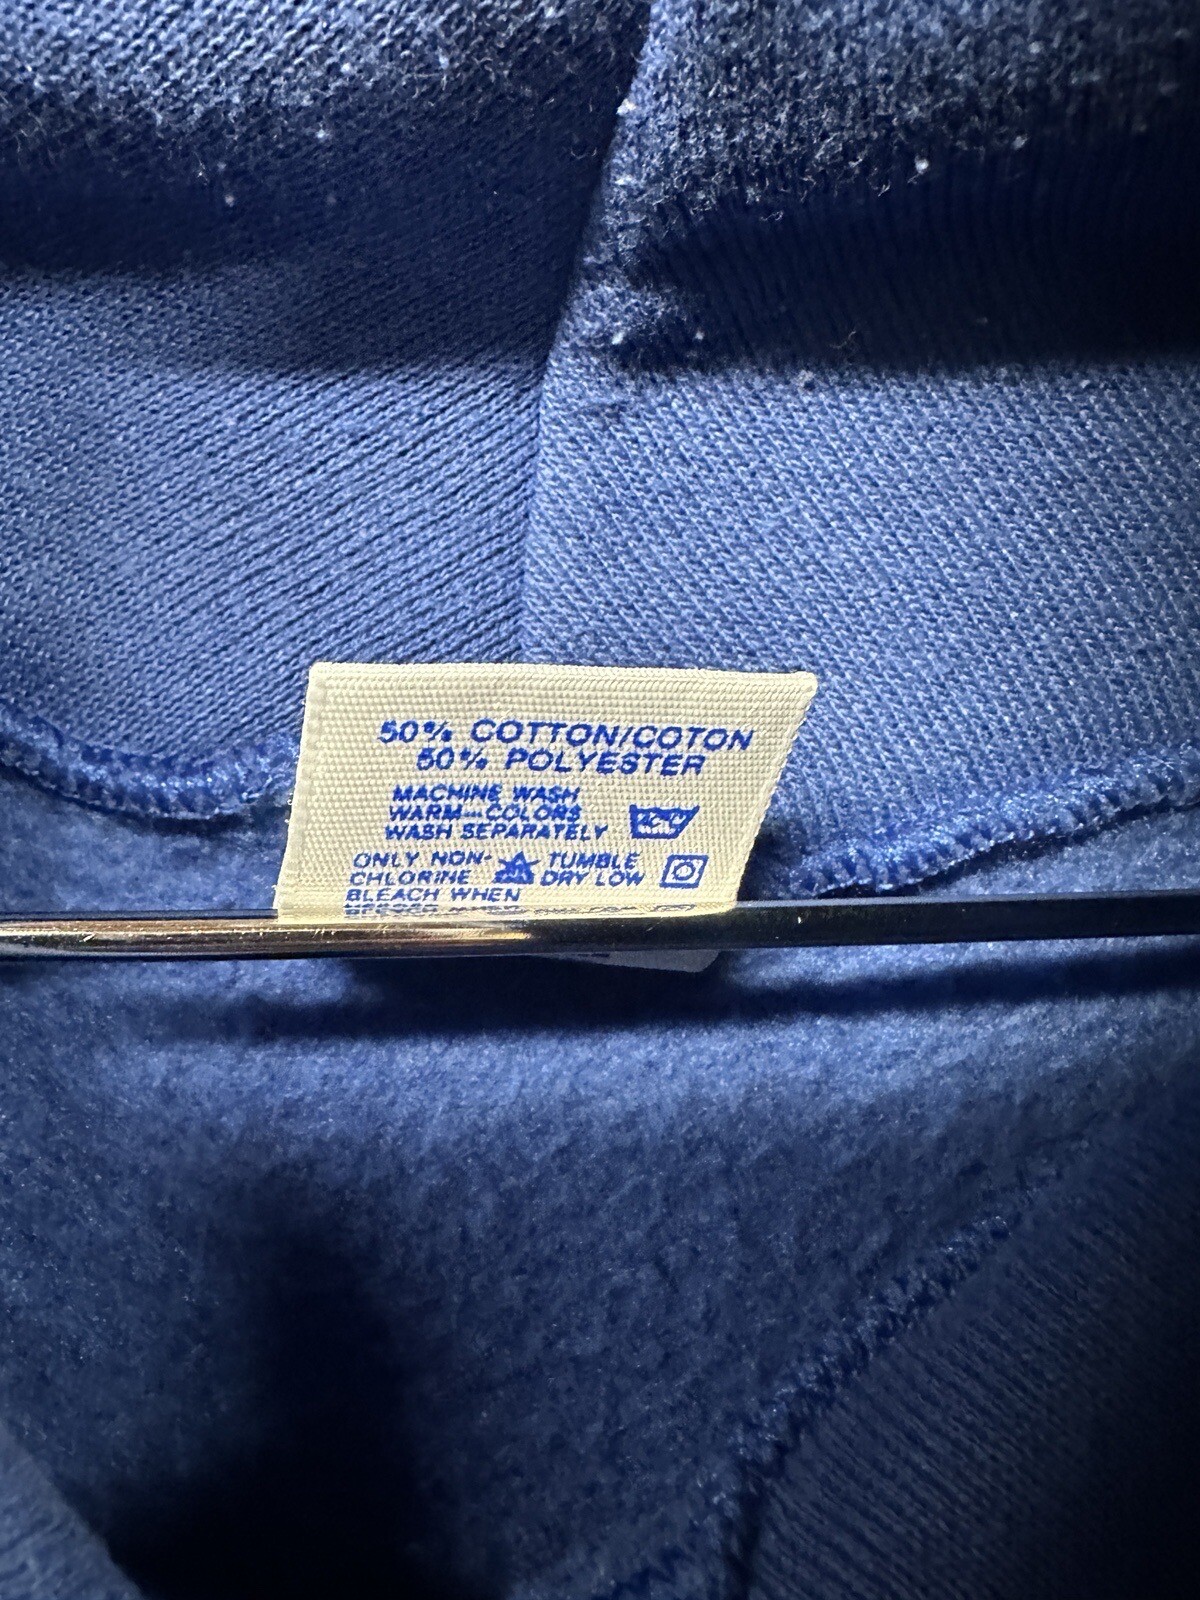 50% COTTON/COTON
50% POLYESTER
MACHINE WASH
WARM—COLORS
WASH SEPARATELY
ONLY NON-
CHLORINE
BLEACH WHEN
TUMBLE
DRY LOW